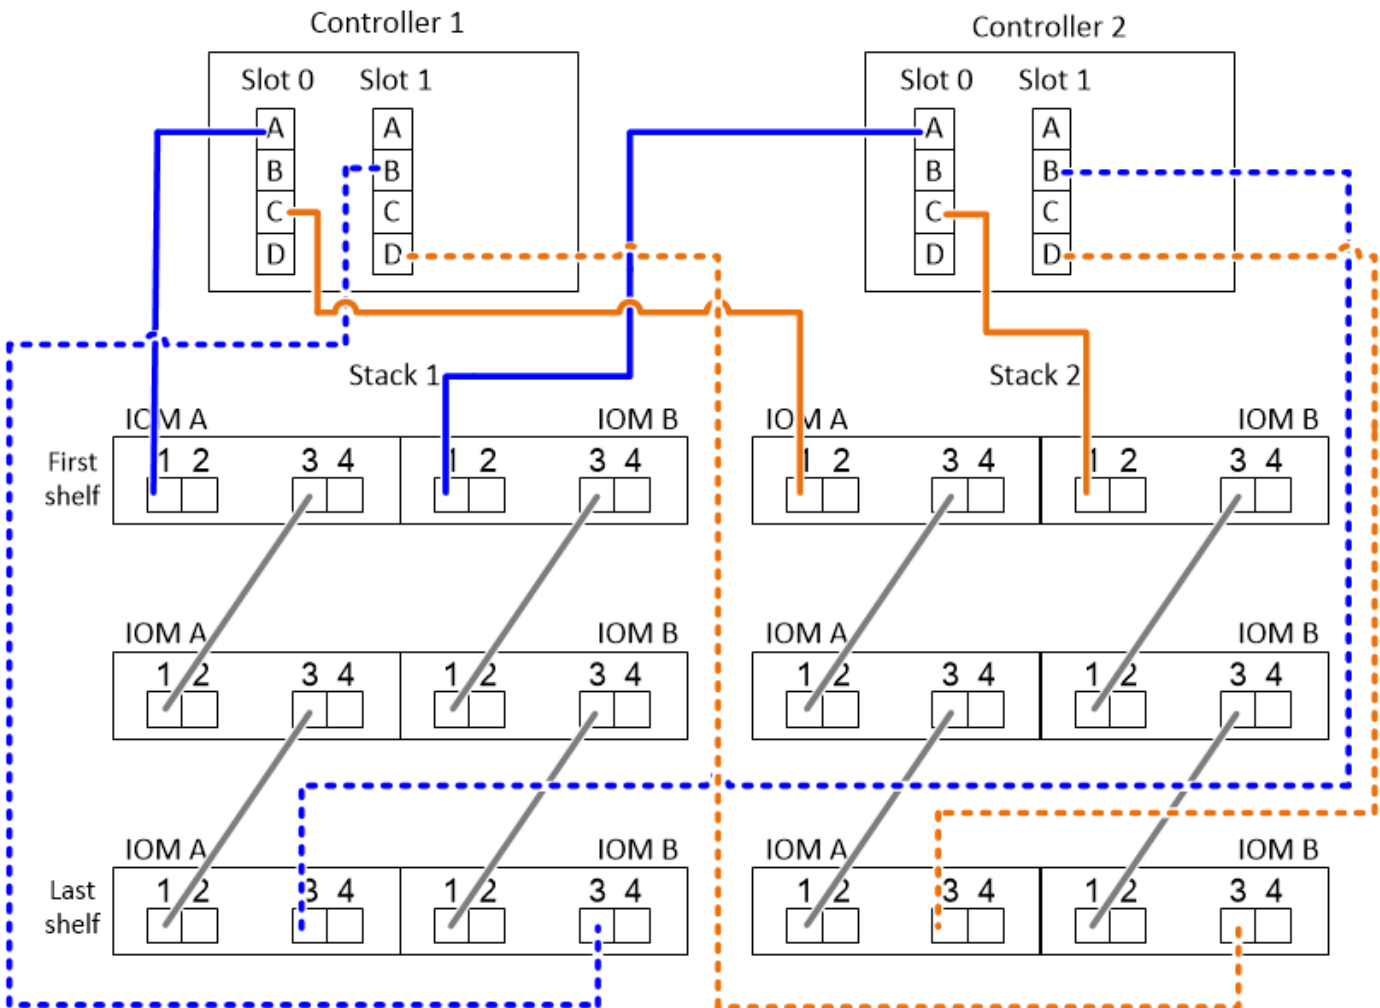 Controller 1
Controller 2
Slot 0 Slot 1
Slot 0 Slot 1
A A
B B
C C
D D
A A
B B
C C
D D
Stack 1
Stack 2
IOM A IOM B
IOM A IOM B
First shelf
1 2 3 4 1 2 3 4
1 2 3 4 1 2 3 4
IOM A IOM B
IOM A IOM B
1 2 3 4 1 2 3 4
1 2 3 4 1 2 3 4
IOM A IOM B
IOM A IOM B
Last shelf
1 2 3 4 1 2 3 4
1 2 3 4 1 2 3 4